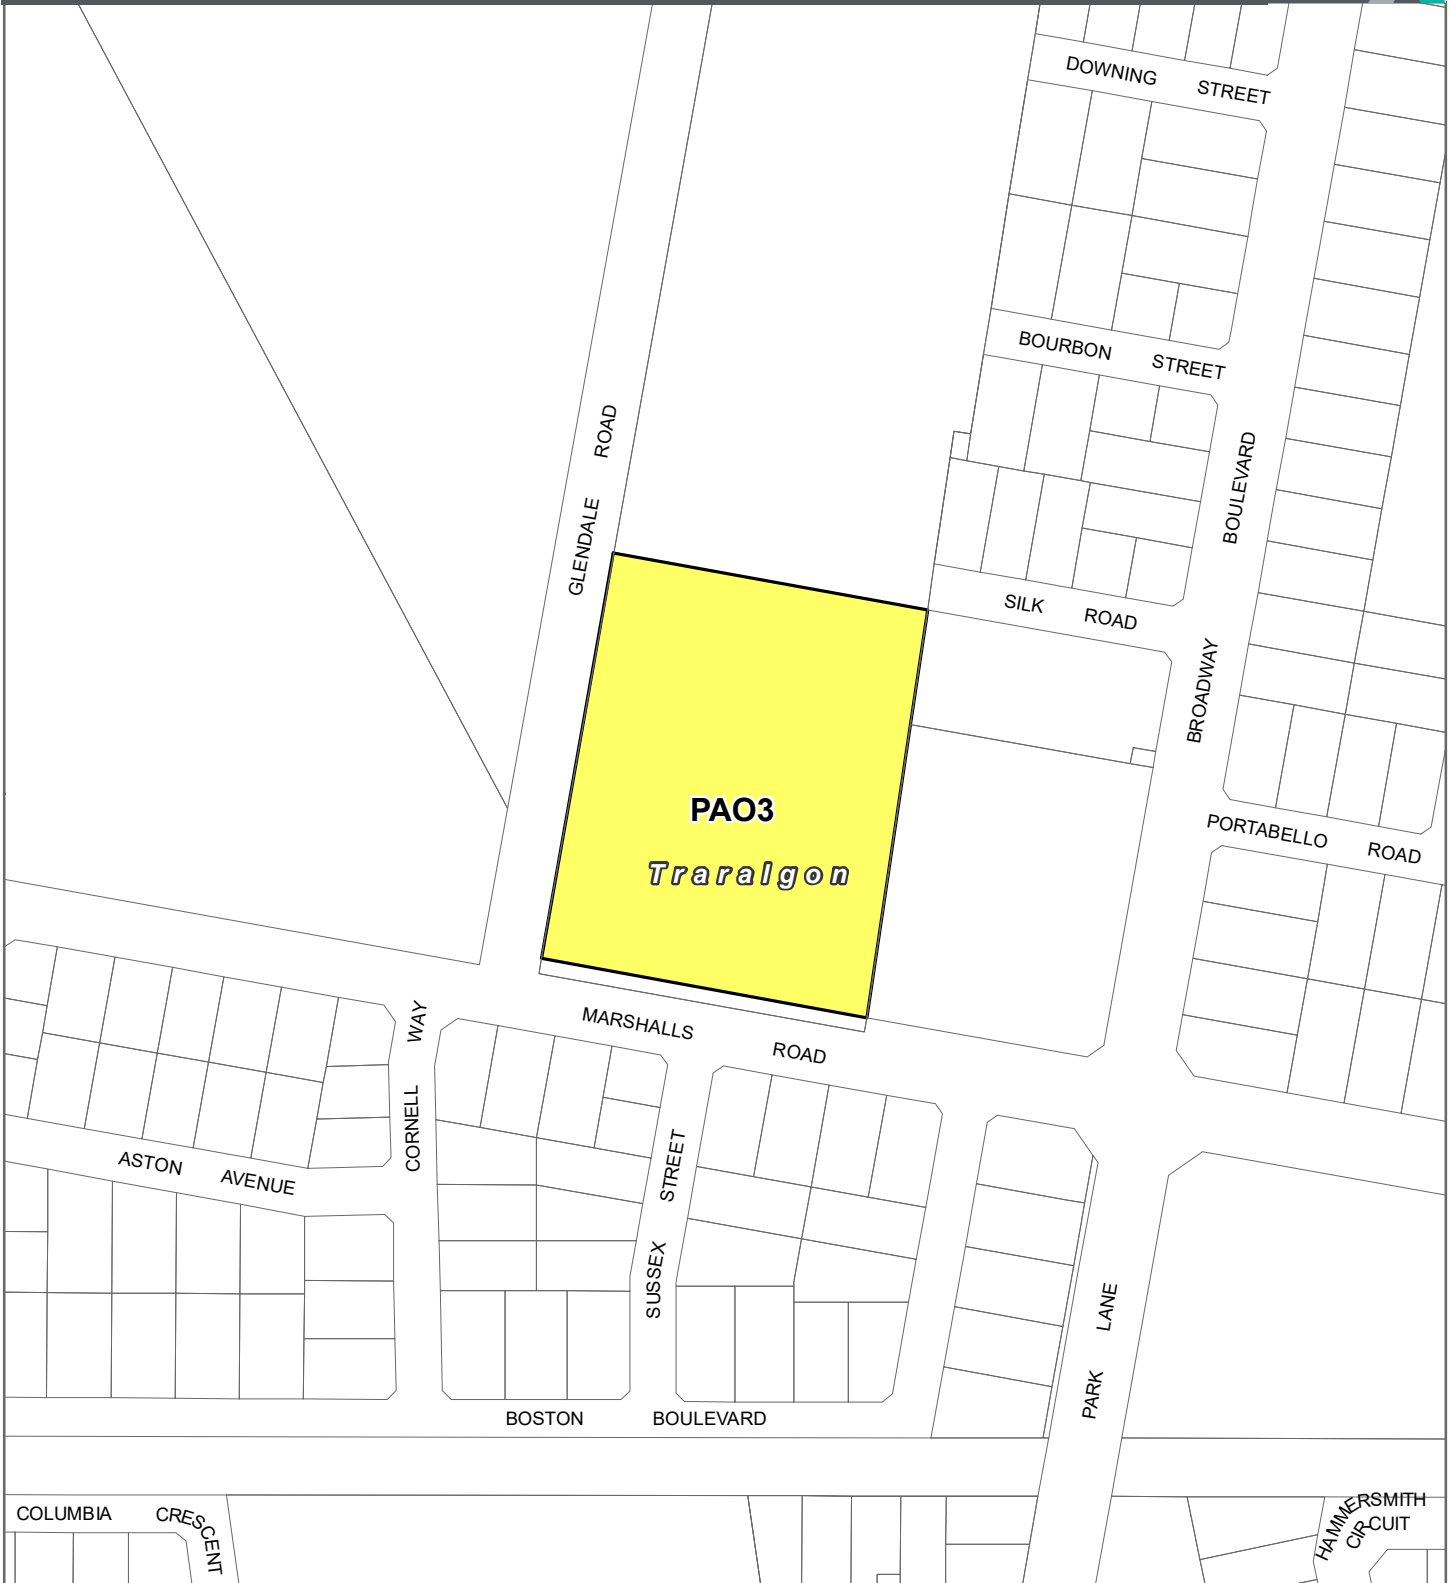 DOWNING STREET
BOURBON STREET
GLENDALE ROAD
BROADWAY BOULEVARD
SILK ROAD
PAO3
Traralgon
PORTABELLO ROAD
MARSHALLS ROAD
CORNELL WAY
ASTON AVENUE
SUSSEX STREET
PARK LANE
BOSTON BOULEVARD
COLUMBIA CRESCENT
HAMMERSMITH
CIRCUIT